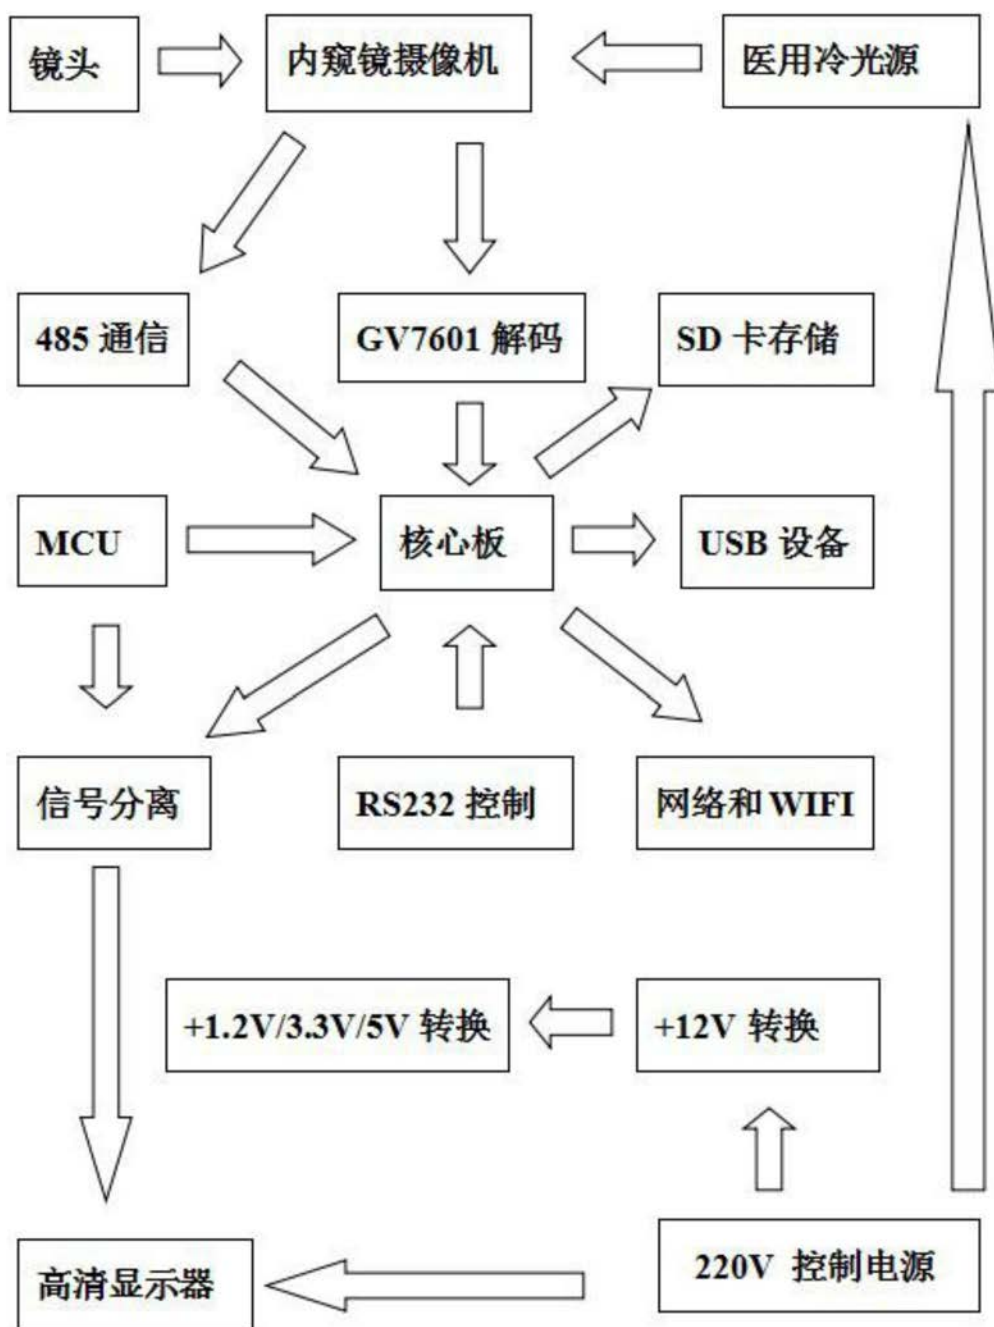 镜头
内窥镜摄像机
医用冷光源
485 通信
GV7601 解码
SD 卡存储
MCU
核心板
USB 设备
信号分离
RS232 控制
网络和 WIFI
+1.2V/3.3V/5V 转换
+12V 转换
220V 控制电源
高清显示器